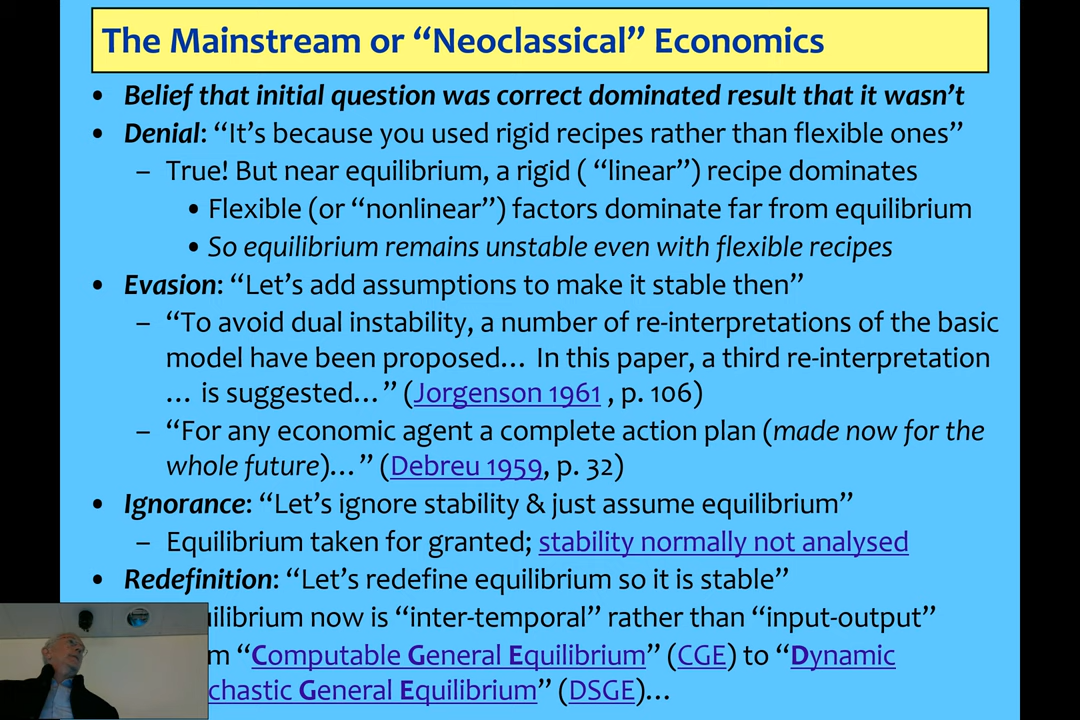 The Mainstream or “Neoclassical” Economics
• Belief that initial question was correct dominated result that it wasn’t
• Denial: “It’s because you used rigid recipes rather than flexible ones”
– True! But near equilibrium, a rigid ( “linear”) recipe dominates
• Flexible (or “nonlinear”) factors dominate far from equilibrium
• So equilibrium remains unstable even with flexible recipes
• Evasion: “Let’s add assumptions to make it stable then”
– “To avoid dual instability, a number of re-interpretations of the basic
model have been proposed… In this paper, a third re-interpretation
… is suggested…” (Jorgenson 1961 , p. 106)
– “For any economic agent a complete action plan (made now for the
whole future)…” (Debreu 1959, p. 32)
• Ignorance: “Let’s ignore stability & just assume equilibrium”
– Equilibrium taken for granted; stability normally not analysed
• Redefinition: “Let’s redefine equilibrium so it is stable”
uilibrium now is “inter-temporal” rather than “input-output”
m “Computable General Equilibrium” (CGE) to “Dynamic
chastic General Equilibrium” (DSGE)…